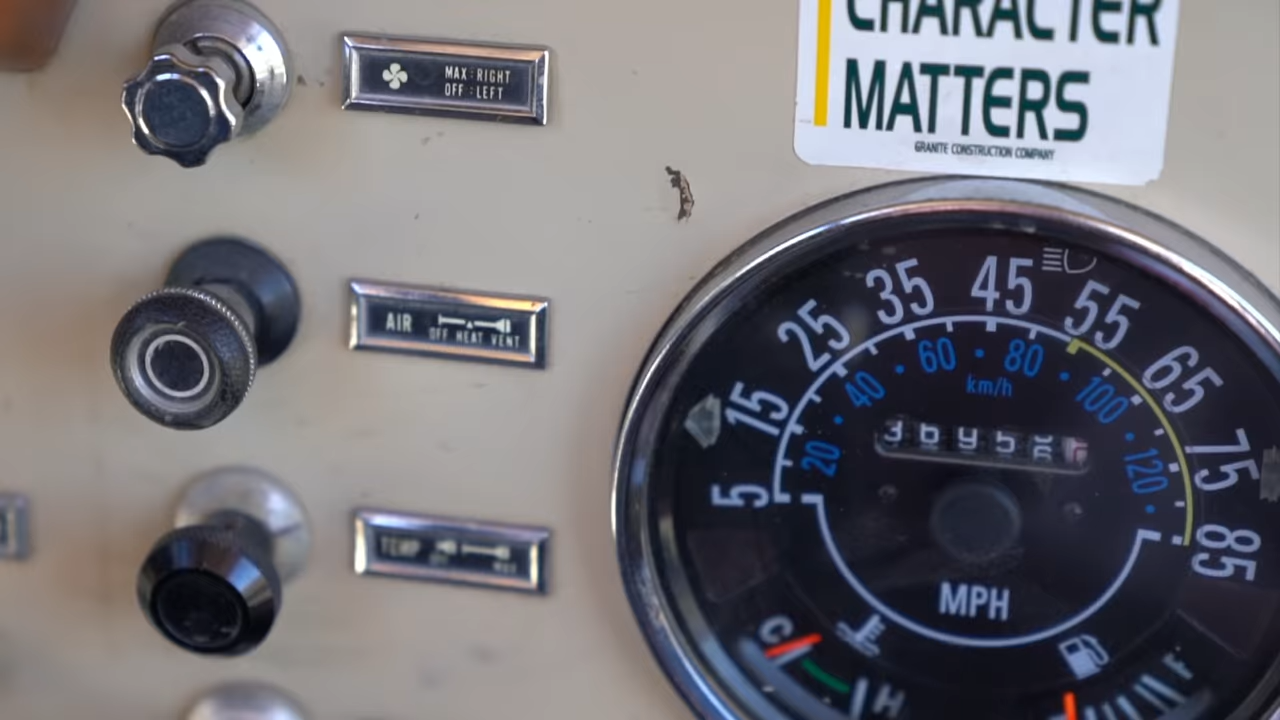 CHARACTER
MATTERS
GRANITE CONSTRUCTION COMPANY
MAX:RIGHT
OFF:LEFT
AIR
OFF HEAT VENT
TEMP
5 15 25 35 45 55 65 75 85
20 40 60 80 100 120
km/h
MPH
C
H
F